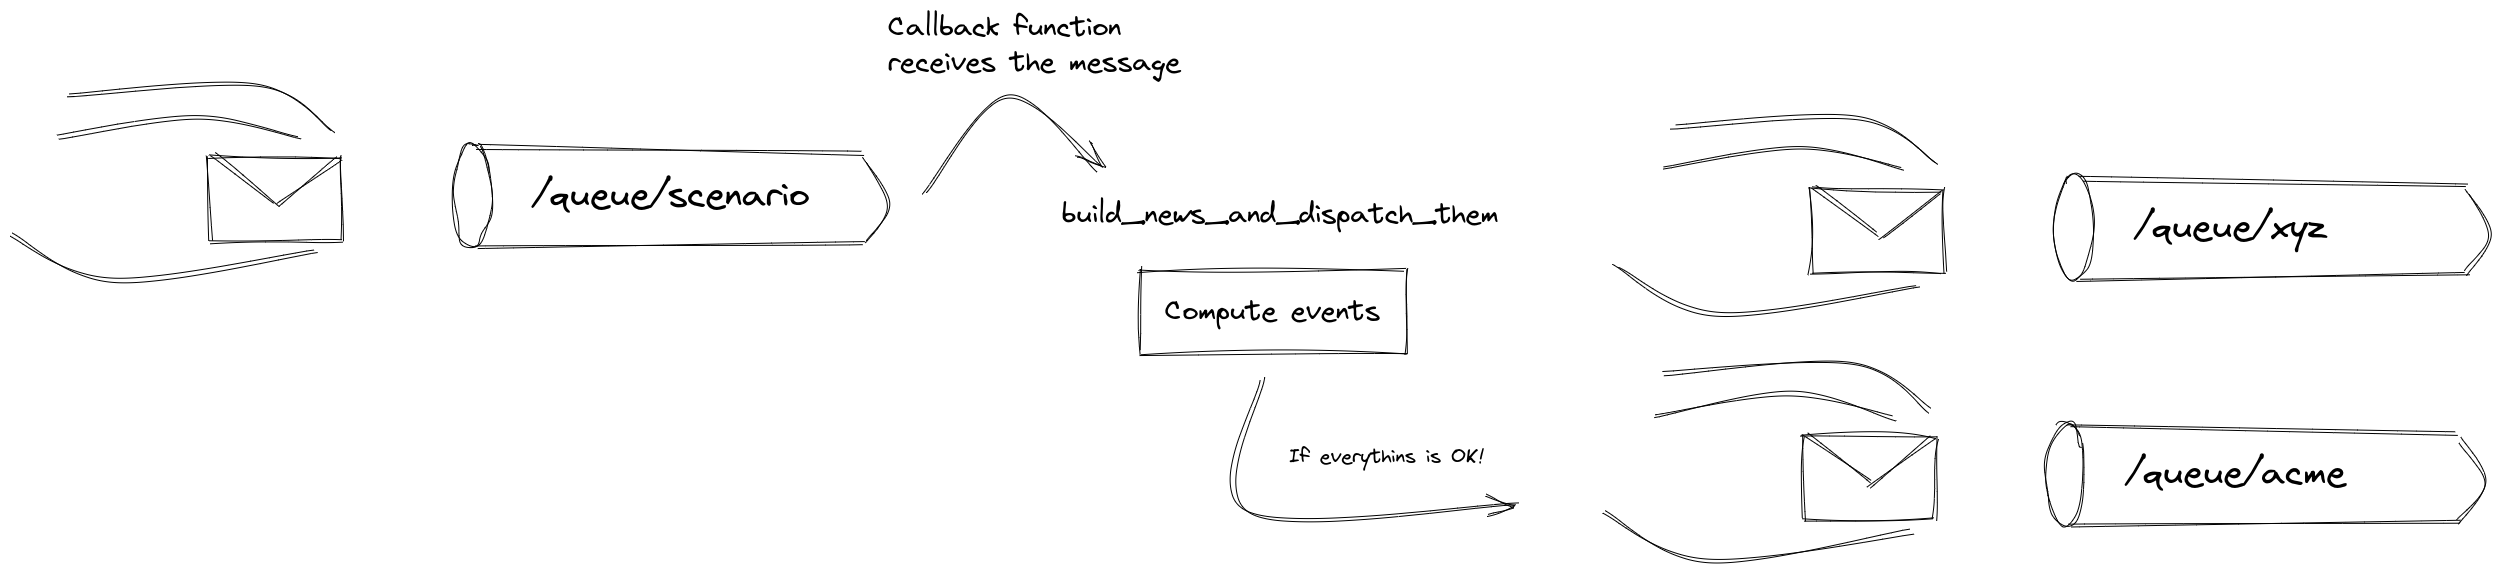 Callback function
receives the message
/queue/scenario
build_news_and_dispatch_them
Compute events
If everythins is OK!
/queue/xyz
/queue/acme